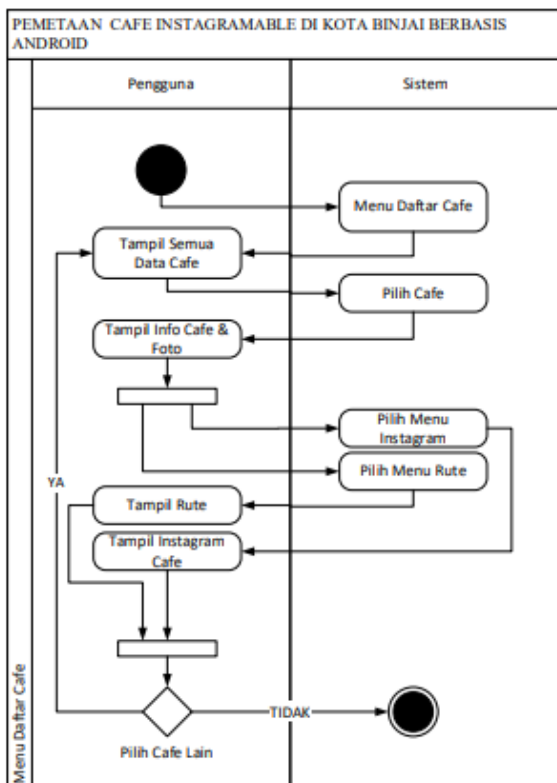 PEMETAAN CAFE INSTAGRAMABLE DI KOTA BINJAI BERBASIS
ANDROID
Pengguna
Sistem
Menu Daftar Cafe
Tampil Semua
Data Cafe
Pilih Cafe
Tampil Info Cafe &
Foto
Pilih Menu
Instagram
Pilih Menu Rute
YA
Tampil Rute
Tampil Instagram
Cafe
TIDAK
Pilih Cafe Lain
Menu Daftar Cafe